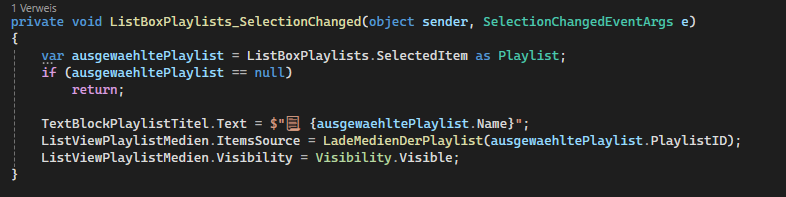 1 Verweis
private void ListBoxPlaylists_SelectionChanged(object sender, SelectionChangedEventArgs e)
{
var ausgewaehltePlaylist = ListBoxPlaylists.SelectedItem as Playlist;
if (ausgewaehltePlaylist == null)
return;
TextBlockPlaylistTitel.Text = $"📃 {ausgewaehltePlaylist.Name}";
ListViewPlaylistMedien.ItemsSource = LadeMedienDerPlaylist(ausgewaehltePlaylist.PlaylistID);
ListViewPlaylistMedien.Visibility = Visibility.Visible;
}